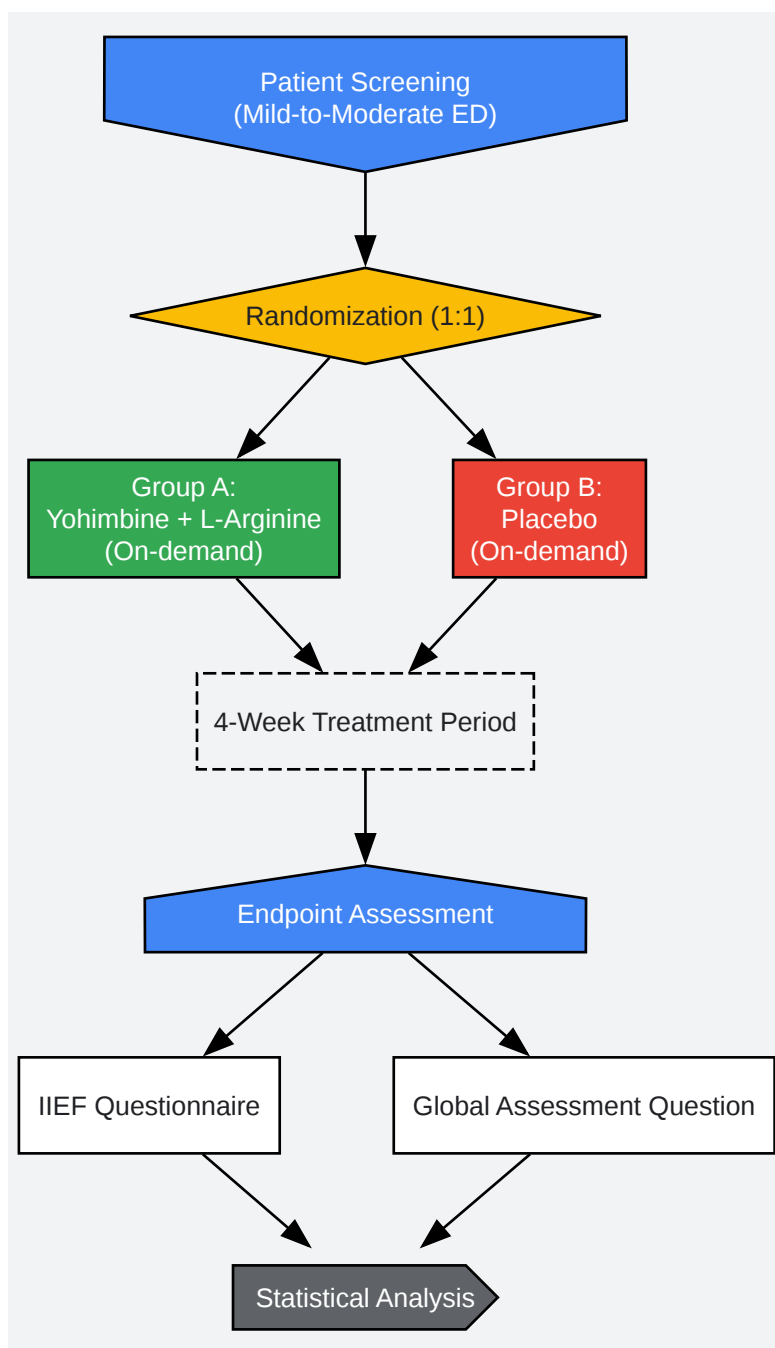 Patient Screening
(Mild-to-Moderate ED)
Randomization (1:1)
Group A:
Yohimbine + L-Arginine
(On-demand)
Group B:
Placebo
(On-demand)
4-Week Treatment Period
Endpoint Assessment
IIEF Questionnaire
Global Assessment Question
Statistical Analysis